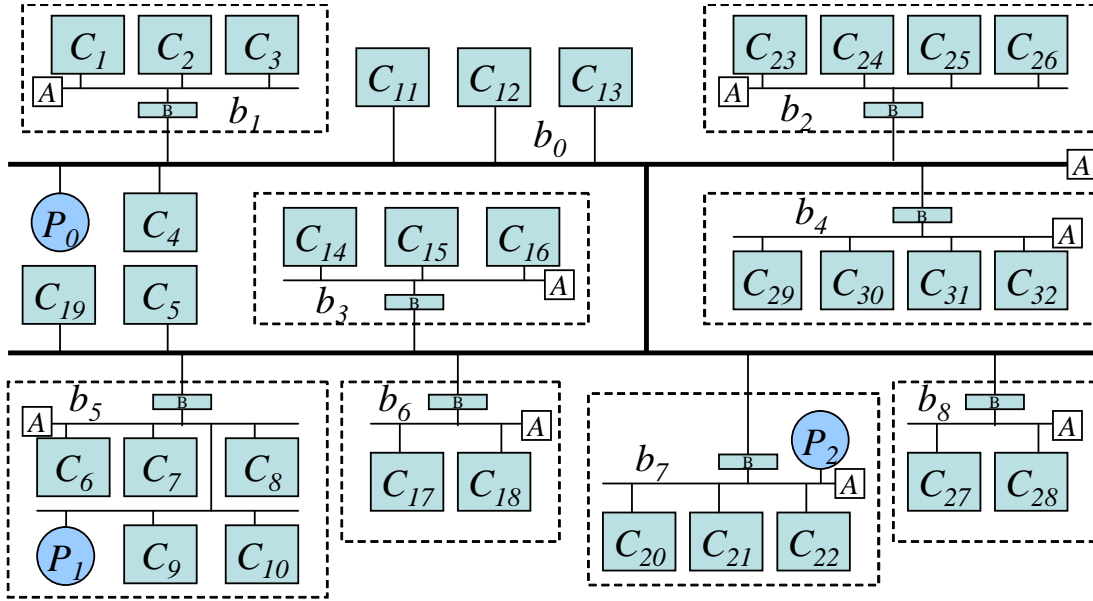 C1 C2 C3
A
B
b1
C11 C12 C13
b0
C23 C24 C25 C26
A
b2
B
A
P0
C4
C19
C5
C14 C15 C16
A
b3
B
b4
B
A
C29 C30 C31 C32
b5
B
A
C6 C7 C8
P1
C9 C10
b6
B
A
C17 C18
P2
b7
B
A
C20 C21 C22
b8
B
A
C27 C28